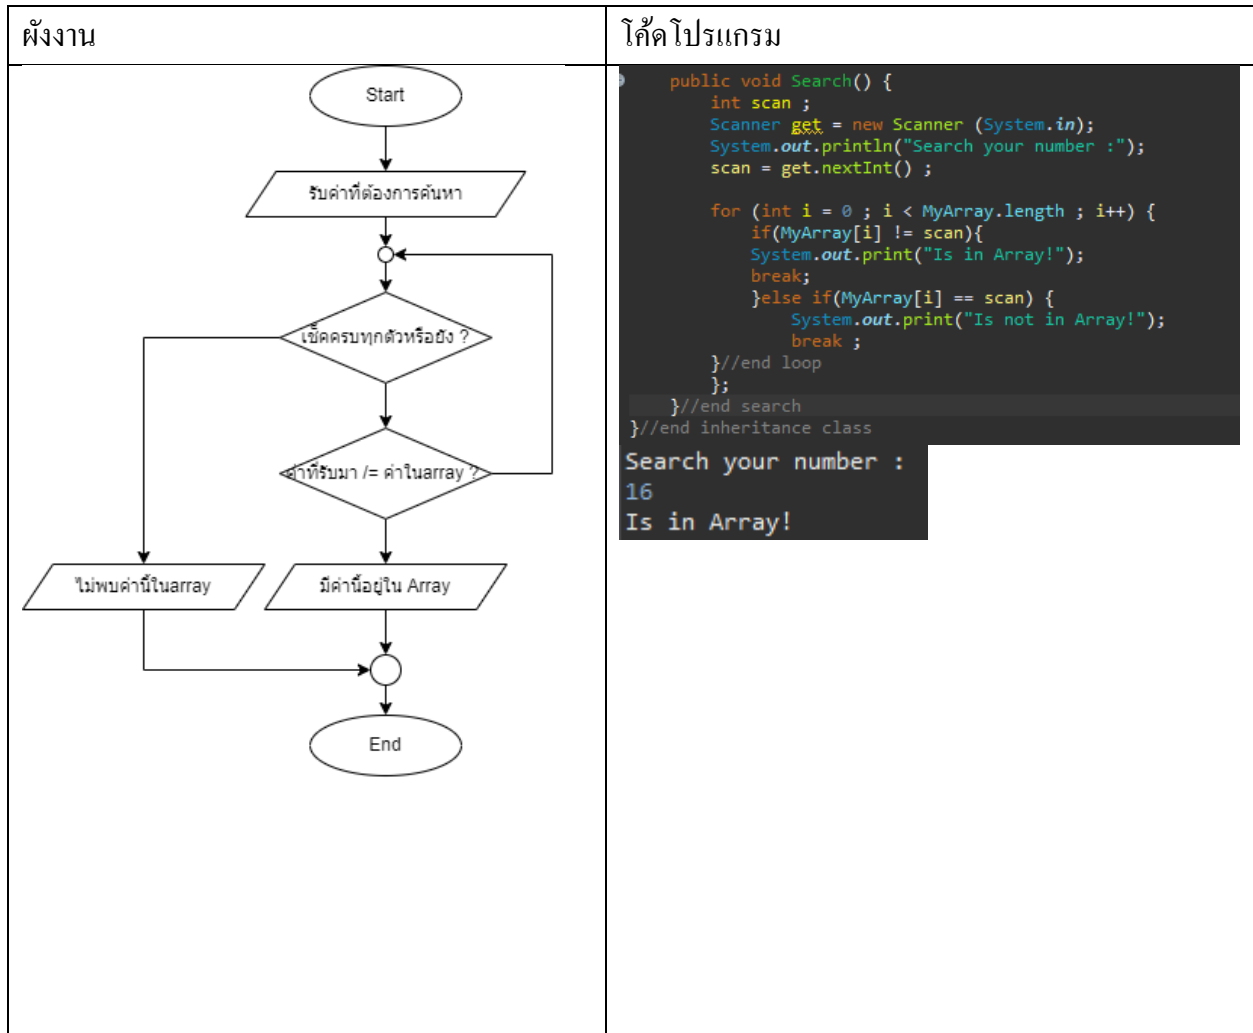 ผังงาน
โค้ดโปรแกรม
Start
รับค่าที่ต้องการค้นหา
เช็คครบทุกตัวหรือยัง ?
ค่าที่รับมา /= ค่าในarray ?
ไม่พบค่านี้ในarray
มีค่านี้อยู่ใน Array
End
public void Search() {
int scan ;
Scanner get = new Scanner (System.in);
System.out.println("Search your number :");
scan = get.nextInt() ;
for (int i = 0 ; i < MyArray.length ; i++) {
if(MyArray[i] != scan){
System.out.print("Is in Array!");
break;
}else if(MyArray[i] == scan) {
System.out.print("Is not in Array!");
break ;
}//end loop
};
}//end search
}//end inheritance class
Search your number :
16
Is in Array!